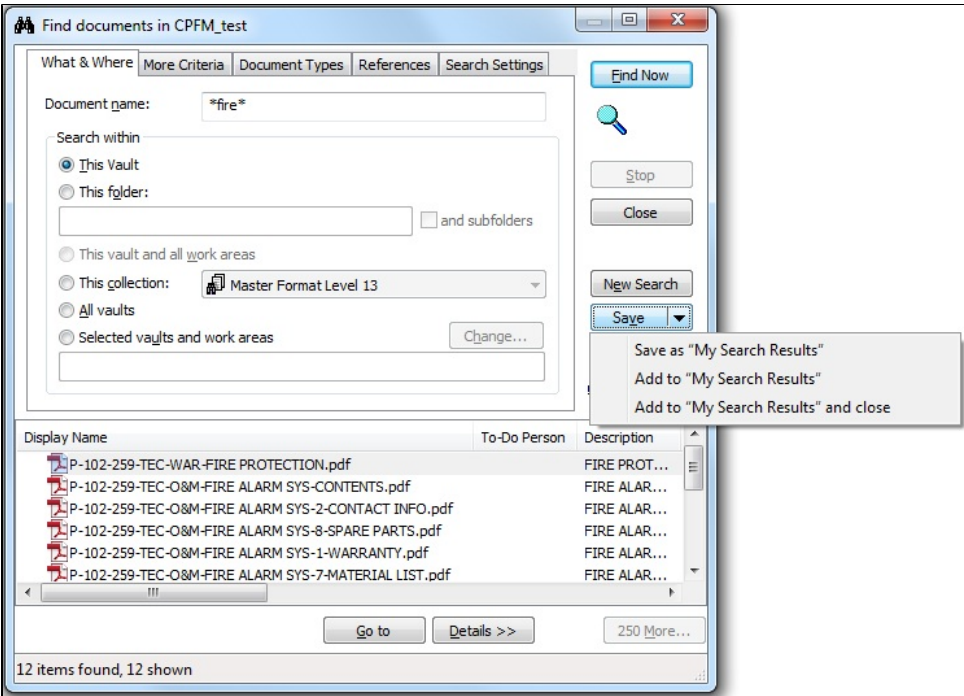 Find documents in CPFM_test
What & Where More Criteria Document Types References Search Settings
Find Now
Document name: *fire*
Search within
This Vault
This folder:
and subfolders
This vault and all work areas
This collection: Master Format Level 13
All vaults
Selected vaults and work areas Change...
Stop
Close
New Search
Save
Save as "My Search Results"
Add to "My Search Results"
Add to "My Search Results" and close
Display Name To-Do Person Description
P-102-259-TEC-WAR-FIRE PROTECTION.pdf FIRE PROT...
P-102-259-TEC-O&M-FIRE ALARM SYS-CONTENTS.pdf FIRE ALAR...
P-102-259-TEC-O&M-FIRE ALARM SYS-2-CONTACT INFO.pdf FIRE ALAR...
P-102-259-TEC-O&M-FIRE ALARM SYS-8-SPARE PARTS.pdf FIRE ALAR...
P-102-259-TEC-O&M-FIRE ALARM SYS-1-WARRANTY.pdf FIRE ALAR...
P-102-259-TEC-O&M-FIRE ALARM SYS-7-MATERIAL LIST.pdf FIRE ALAR...
Go to Details >> 250 More...
12 items found, 12 shown